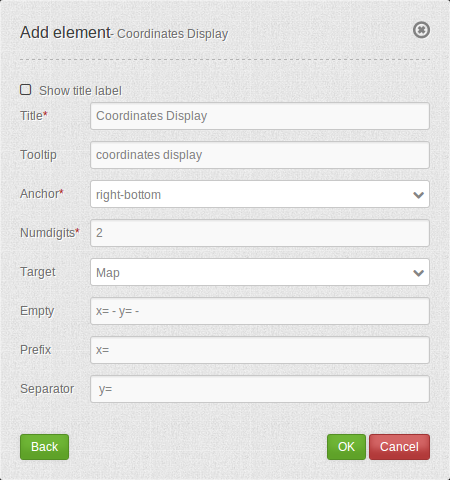 Add element- Coordinates Display
Show title label
Title* Coordinates Display
Tooltip coordinates display
Anchor* right-bottom
Numdigits* 2
Target Map
Empty x= - y= -
Prefix x=
Separator y=
Back OK Cancel